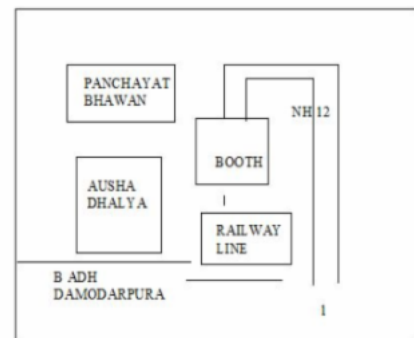 PANCHAYAT
BHAWAN
NH 12
BOOTH
AUSHA
DHALYA
RAILWAY
LINE
B ADH
DAMODARPURA
1